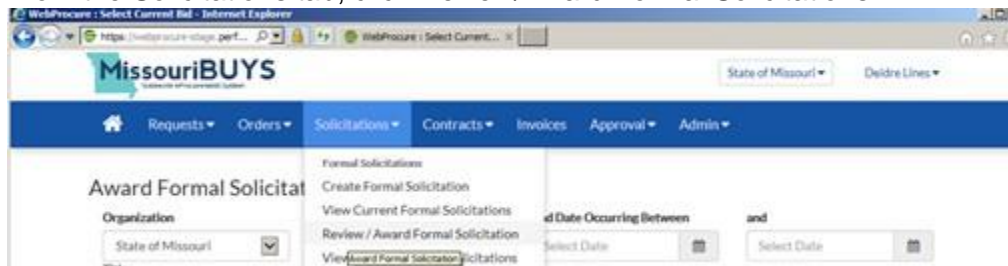 WebProcure : Select Current Bid - Internet Explorer
WebProcure : Select Current...
MissouriBUYS
State of Missouri
Deidre Lines
Requests
Orders
Solicitations
Contracts
Invoices
Approval
Admin
Formal Solicitations
Create Formal Solicitation
View Current Formal Solicitations
Review / Award Formal Solicitation
Award Formal Solicitation
Award Formal Solicitat
Organization
State of Missouri
d Date Occurring Between
and
Select Date
Select Date